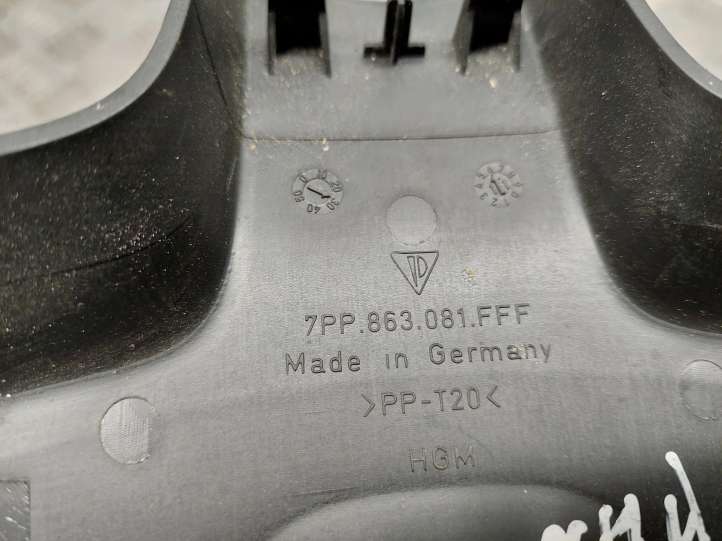 7PP.863.081.FFF
Made in Germany
>PP-T20<
HGM